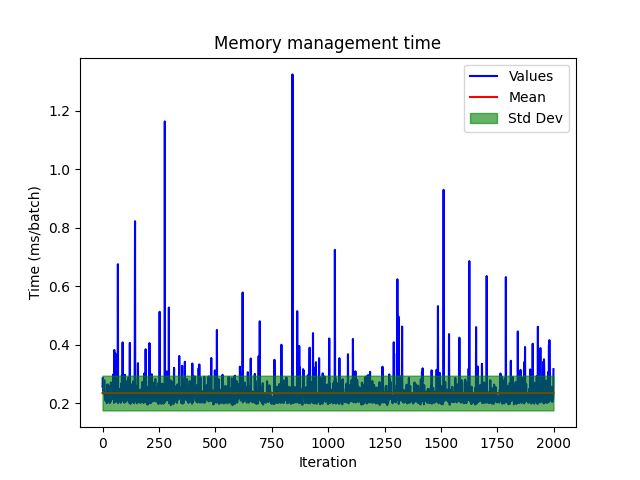 Memory management time
Values
Mean
Std Dev
Time (ms/batch)
1.2
1.0
0.8
0.6
0.4
0.2
0 250 500 750 1000 1250 1500 1750 2000
Iteration